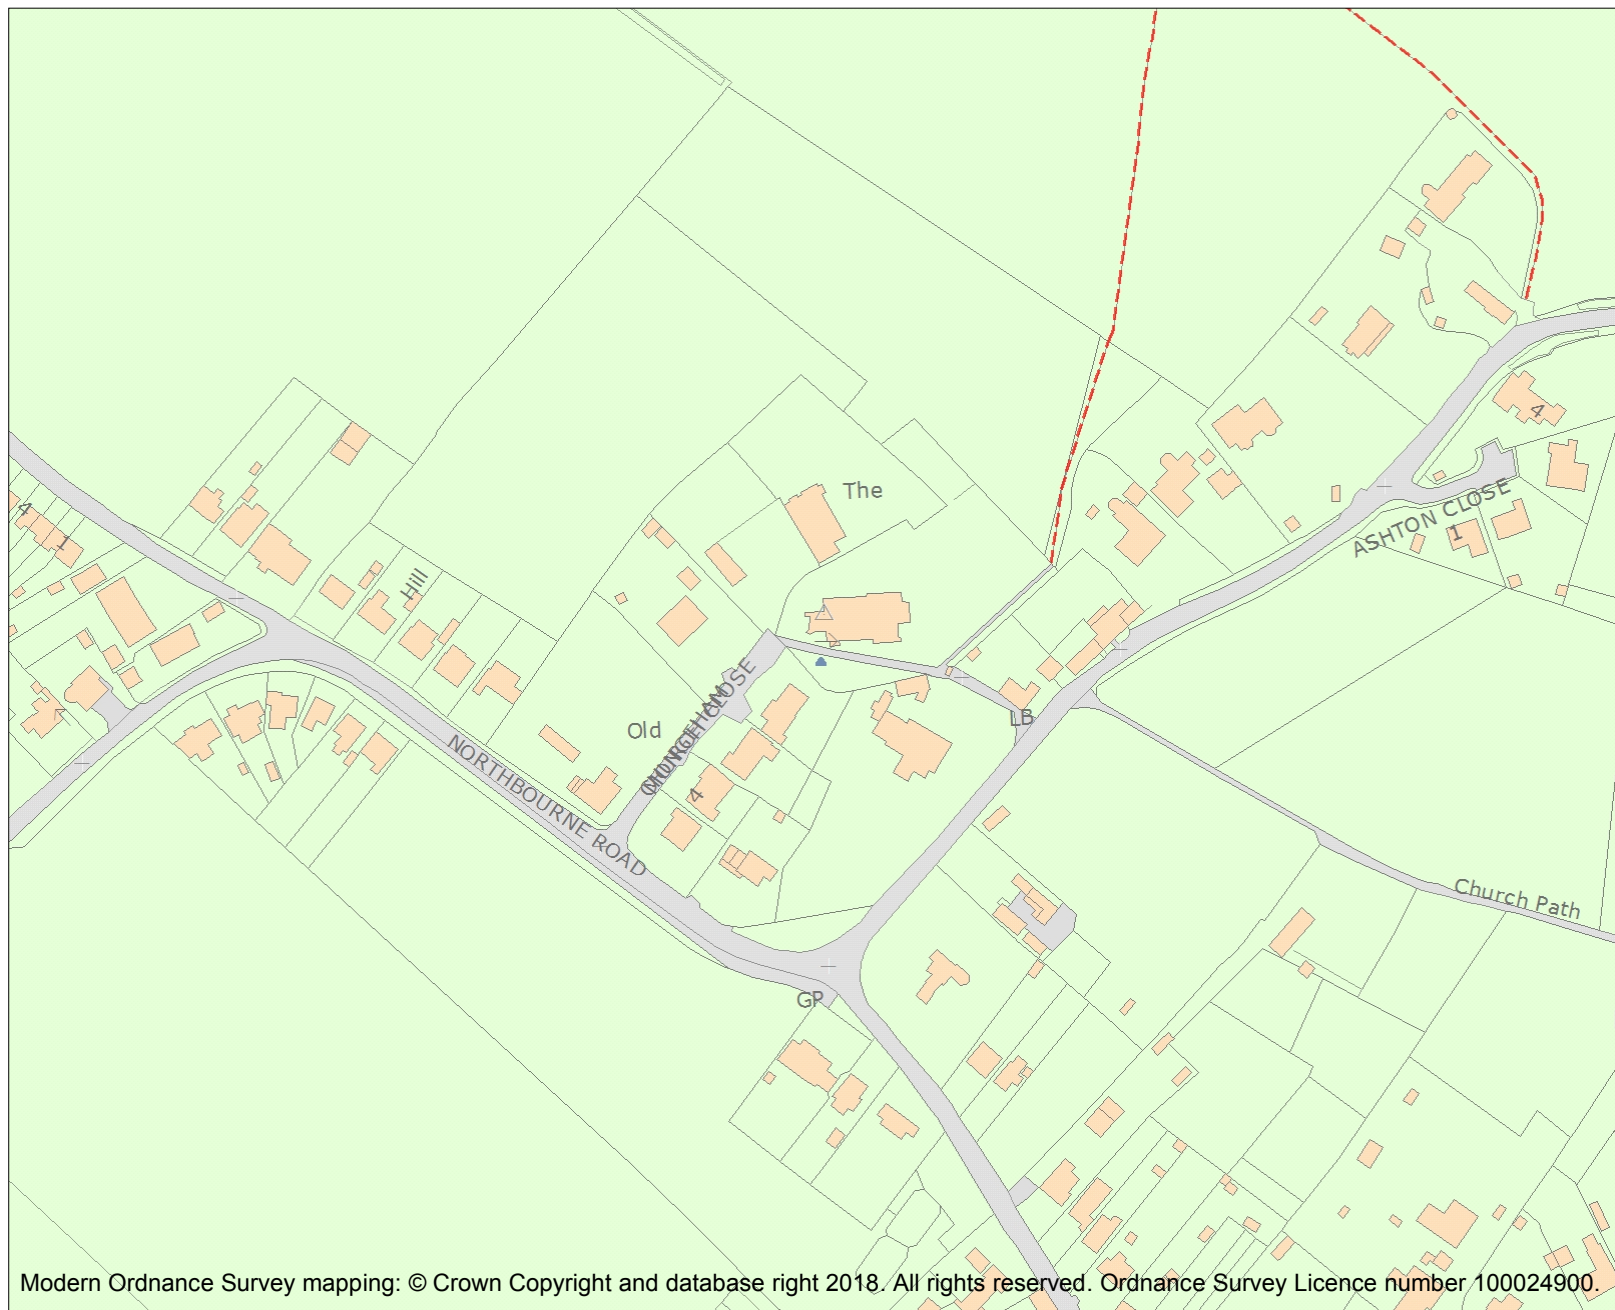 The
4
ASHTON CLOSE
1
4
1
Hill
Old
CLOSE
LB
4
NORTHBOURNE ROAD
Church Path
GP
Modern Ordnance Survey mapping: © Crown Copyright and database right 2018. All rights reserved. Ordnance Survey Licence number 100024900.